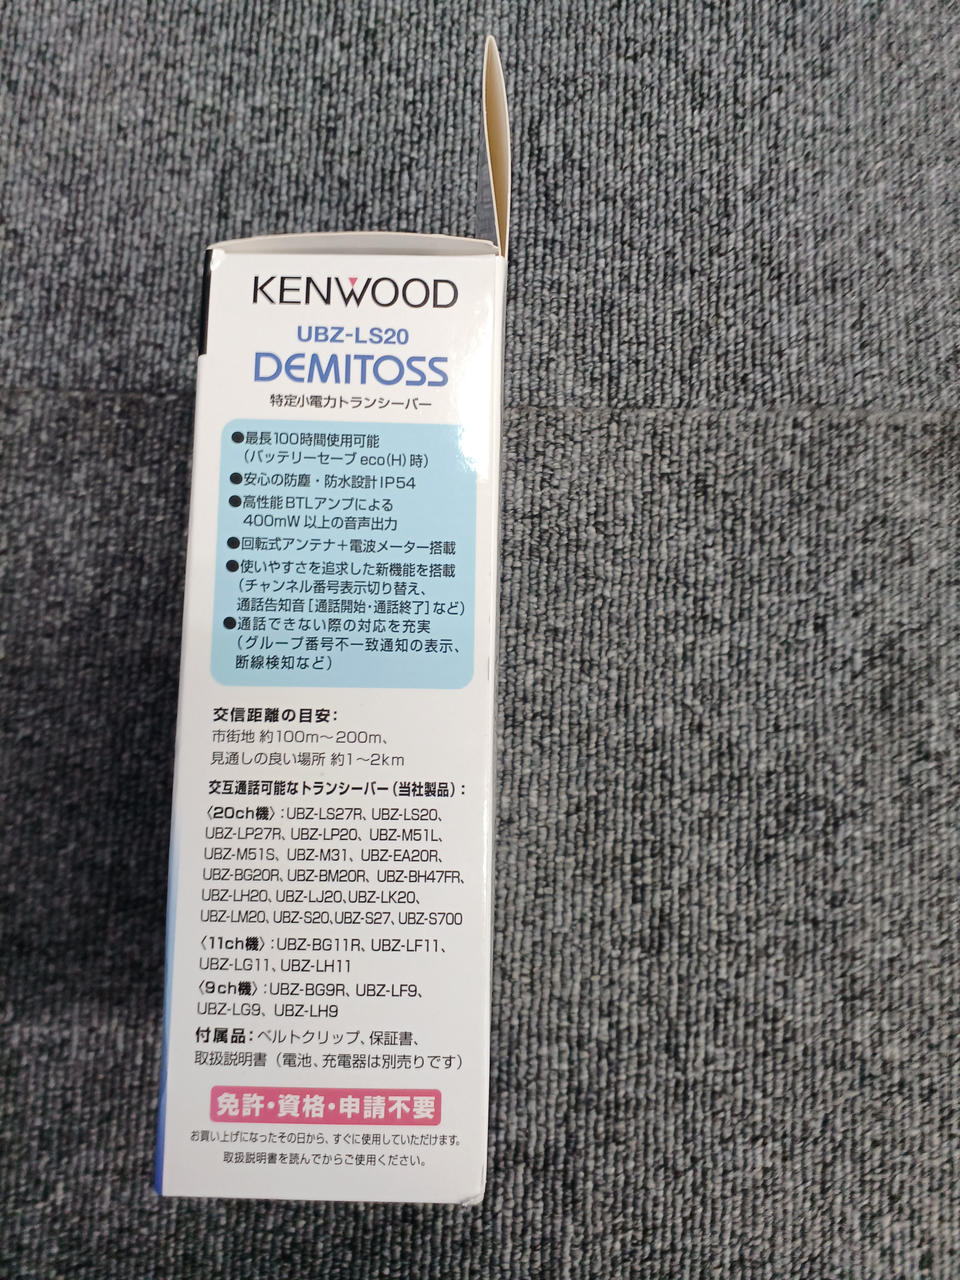 KENWOOD
UBZ-LS20
DEMITOSS
特定小電力トランシーバー
●最長100時間使用可能
（バッテリーセーブ eco(H) 時）
●安心の防塵・防水設計IP54
●高性能BTLアンプによる
400mW 以上の音声出力
●回転式アンテナ＋電波メーター搭載
●使いやすさを追求した新機能を搭載
（チャンネル番号表示切り替え、
通話告知音［通話開始・通話終了］など）
●通話できない際の対応を充実
（グループ番号不一致通知の表示、
断線検知など）
交信距離の目安：
市街地 約100m～200m、
見通しの良い場所 約1～2km
交互通話可能なトランシーバー（当社製品）：
〈20ch機〉：UBZ-LS27R、UBZ-LS20、
UBZ-LP27R、UBZ-LP20、UBZ-M51L、
UBZ-M51S、UBZ-M31、UBZ-EA20R、
UBZ-BG20R、UBZ-BM20R、UBZ-BH47FR、
UBZ-LH20、UBZ-LJ20、UBZ-LK20、
UBZ-LM20、UBZ-S20、UBZ-S27、UBZ-S700
〈11ch機〉：UBZ-BG11R、UBZ-LF11、
UBZ-LG11、UBZ-LH11
〈9ch機〉：UBZ-BG9R、UBZ-LF9、
UBZ-LG9、UBZ-LH9
付属品：ベルトクリップ、保証書、
取扱説明書（電池、充電器は別売りです）
免許・資格・申請不要
お買い上げになったその日から、すぐに使用していただけます。
取扱説明書を読んでからご使用ください。